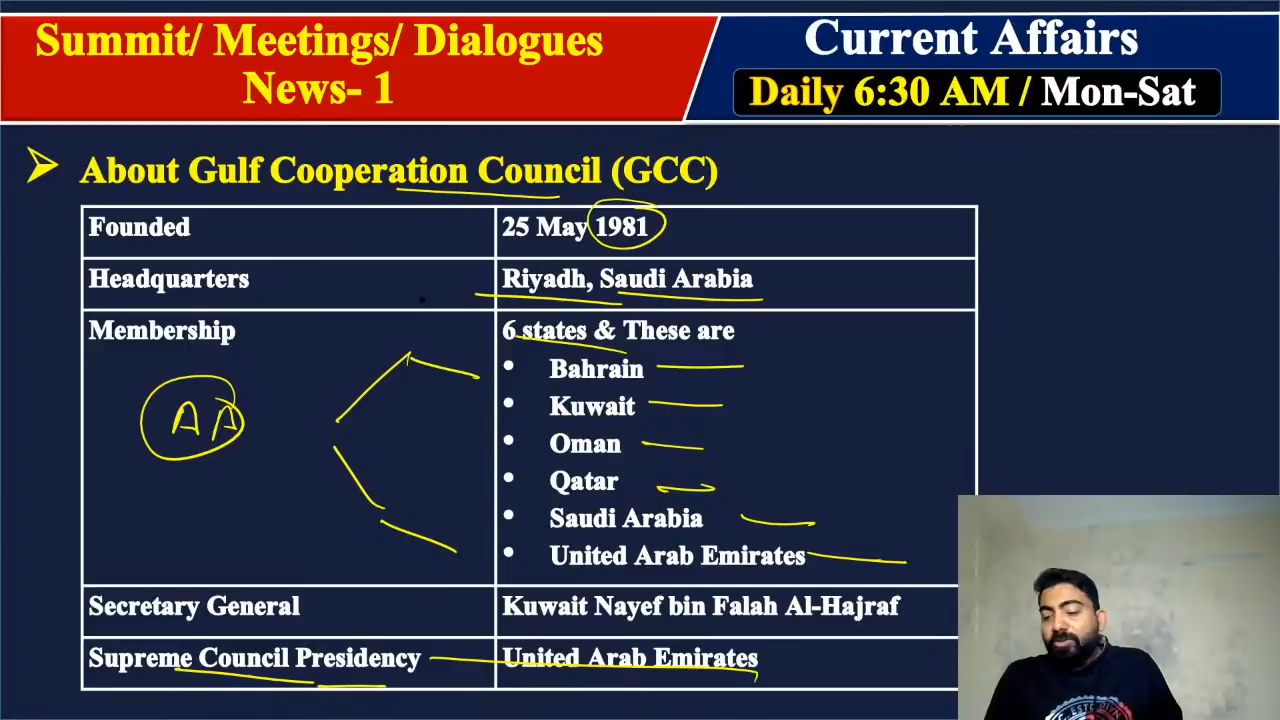 Summit/ Meetings/ Dialogues
News- 1
Current Affairs
Daily 6:30 AM / Mon-Sat
About Gulf Cooperation Council (GCC)
Founded
25 May 1981
Headquarters
Riyadh, Saudi Arabia
Membership
6 states & These are
Bahrain
Kuwait
Oman
Qatar
Saudi Arabia
United Arab Emirates
AA
Secretary General
Kuwait Nayef bin Falah Al-Hajraf
Supreme Council Presidency
United Arab Emirates